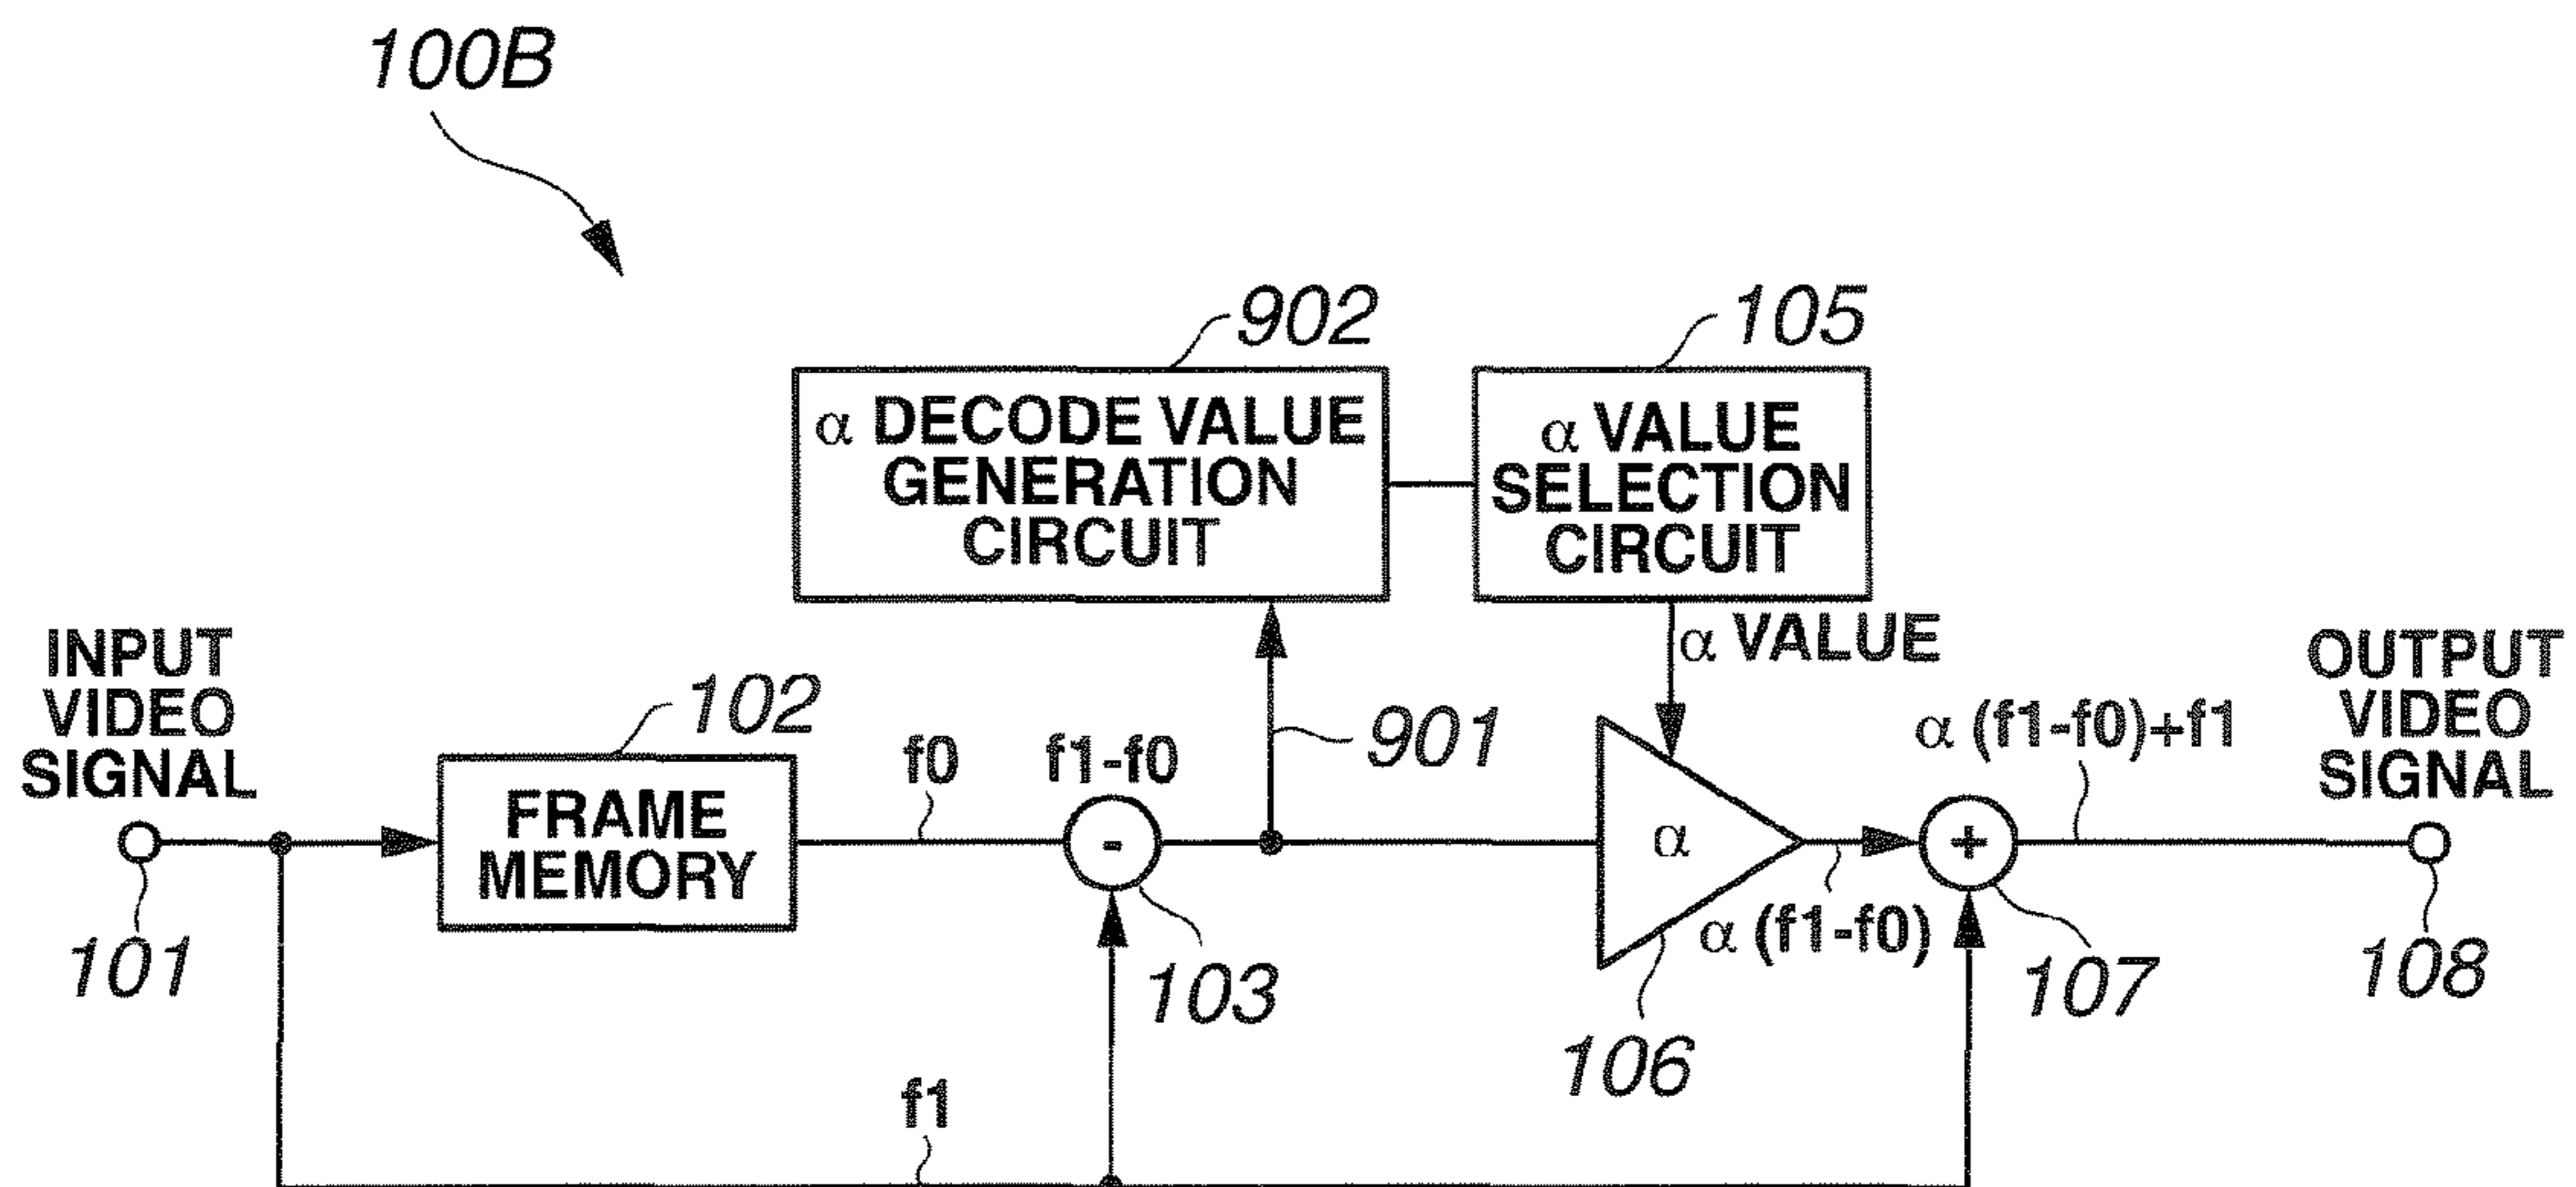 100B
902
105
α DECODE VALUE
GENERATION
CIRCUIT
α VALUE
SELECTION
CIRCUIT
INPUT
VIDEO
SIGNAL
α VALUE
OUTPUT
VIDEO
SIGNAL
102
901
f0
f1-f0
α (f1-f0)+f1
FRAME
MEMORY
-
α
+
101
103
α (f1-f0)
106
107
108
f1